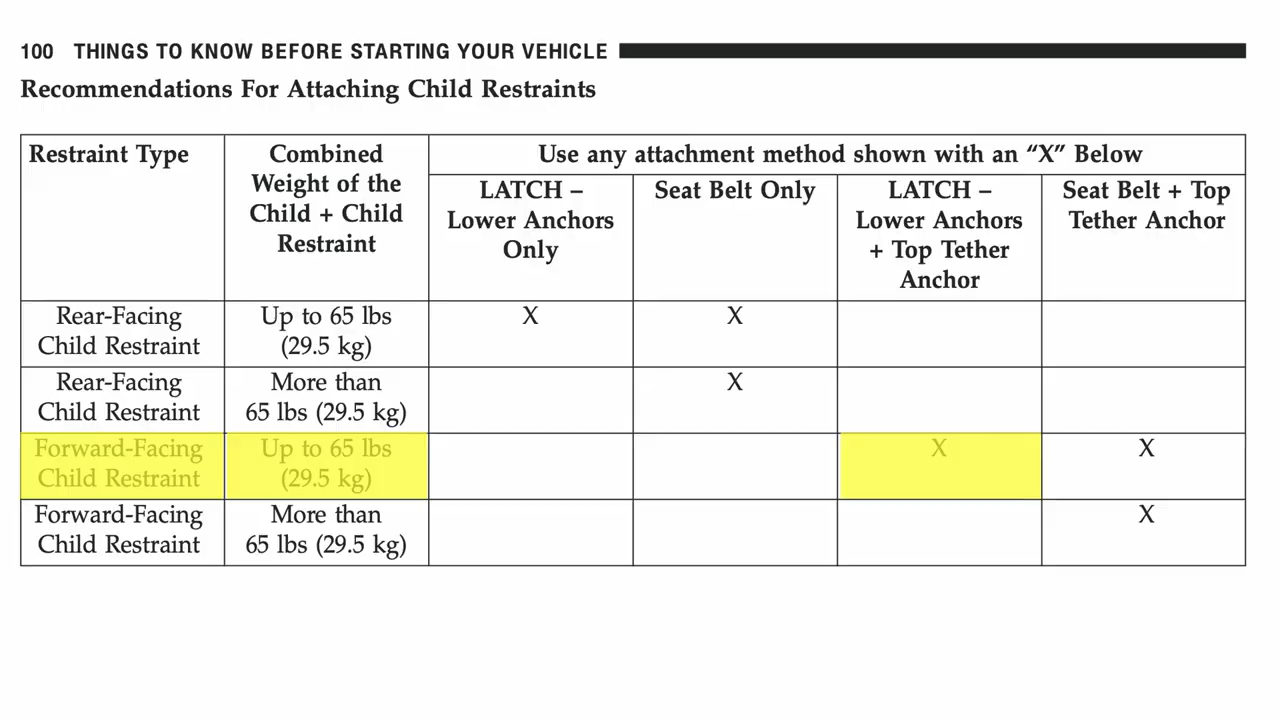 100 THINGS TO KNOW BEFORE STARTING YOUR VEHICLE
Recommendations For Attaching Child Restraints
Restraint Type
Combined
Weight of the
Child + Child
Restraint
Use any attachment method shown with an “X” Below
LATCH –
Lower Anchors
Only
Seat Belt Only
LATCH –
Lower Anchors
+ Top Tether
Anchor
Seat Belt + Top
Tether Anchor
Rear-Facing
Child Restraint
Up to 65 lbs
(29.5 kg)
X
X
Rear-Facing
Child Restraint
More than
65 lbs (29.5 kg)
X
Forward-Facing
Child Restraint
Up to 65 lbs
(29.5 kg)
X
X
Forward-Facing
Child Restraint
More than
65 lbs (29.5 kg)
X